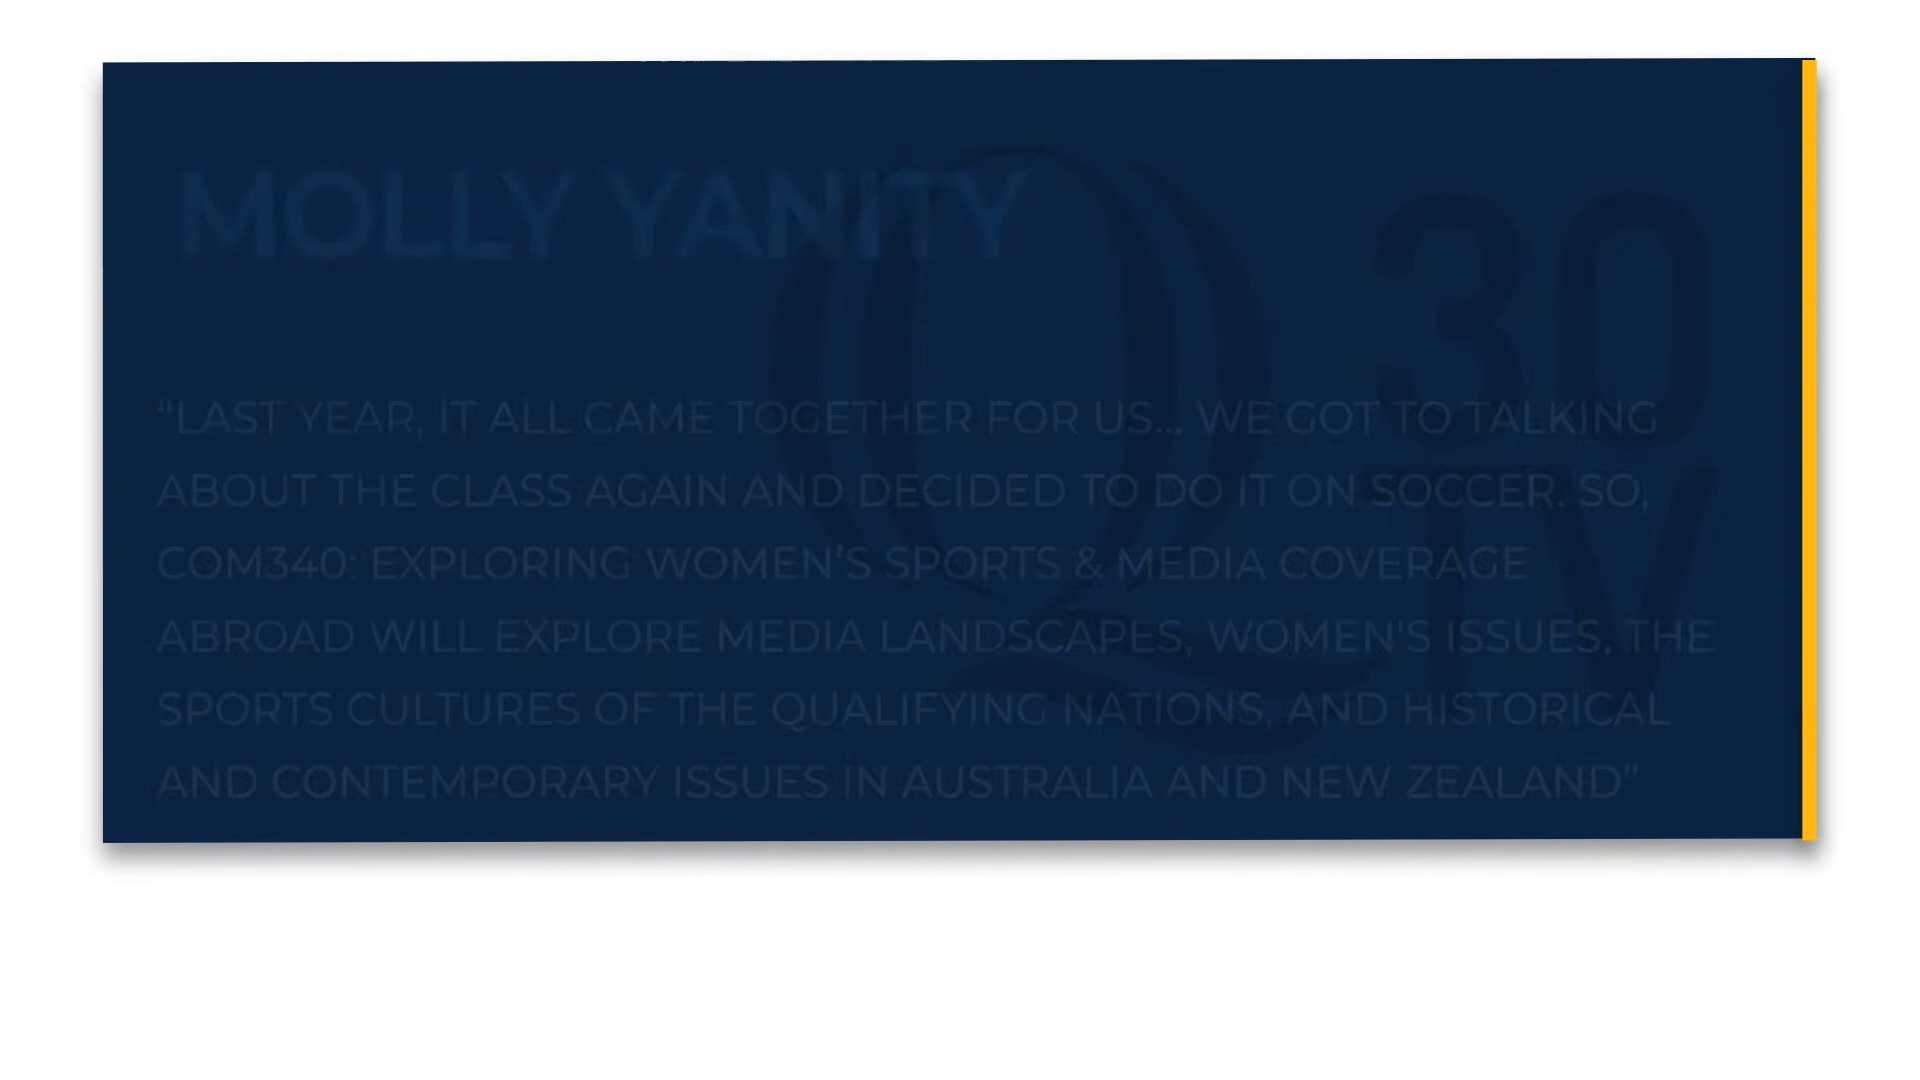 MOLLY YANITY
Q
30
TV
“LAST YEAR, IT ALL CAME TOGETHER FOR US... WE GOT TO TALKING
ABOUT THE CLASS AGAIN AND DECIDED TO DO IT ON SOCCER. SO,
COM340: EXPLORING WOMEN’S SPORTS & MEDIA COVERAGE
ABROAD WILL EXPLORE MEDIA LANDSCAPES, WOMEN'S ISSUES, THE
SPORTS CULTURES OF THE QUALIFYING NATIONS, AND HISTORICAL
AND CONTEMPORARY ISSUES IN AUSTRALIA AND NEW ZEALAND”